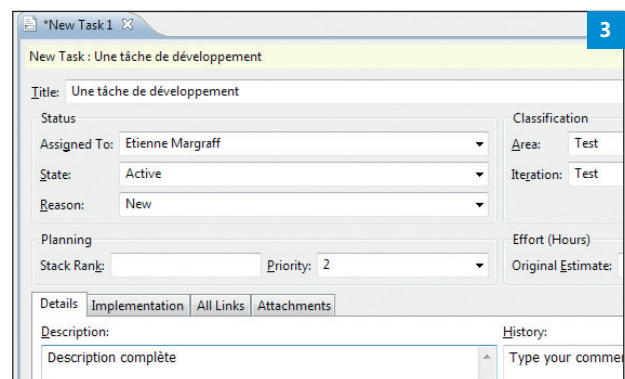 *New Task 1
3
New Task : Une tâche de développement
Title: Une tâche de développement
Status
Classification
Assigned To: Etienne Margraff
Area: Test
State: Active
Iteration: Test
Reason: New
Planning
Effort (Hours)
Stack Rank: Priority: 2
Original Estimate:
Details Implementation All Links Attachments
Description:
History:
Description complète
Type your comme